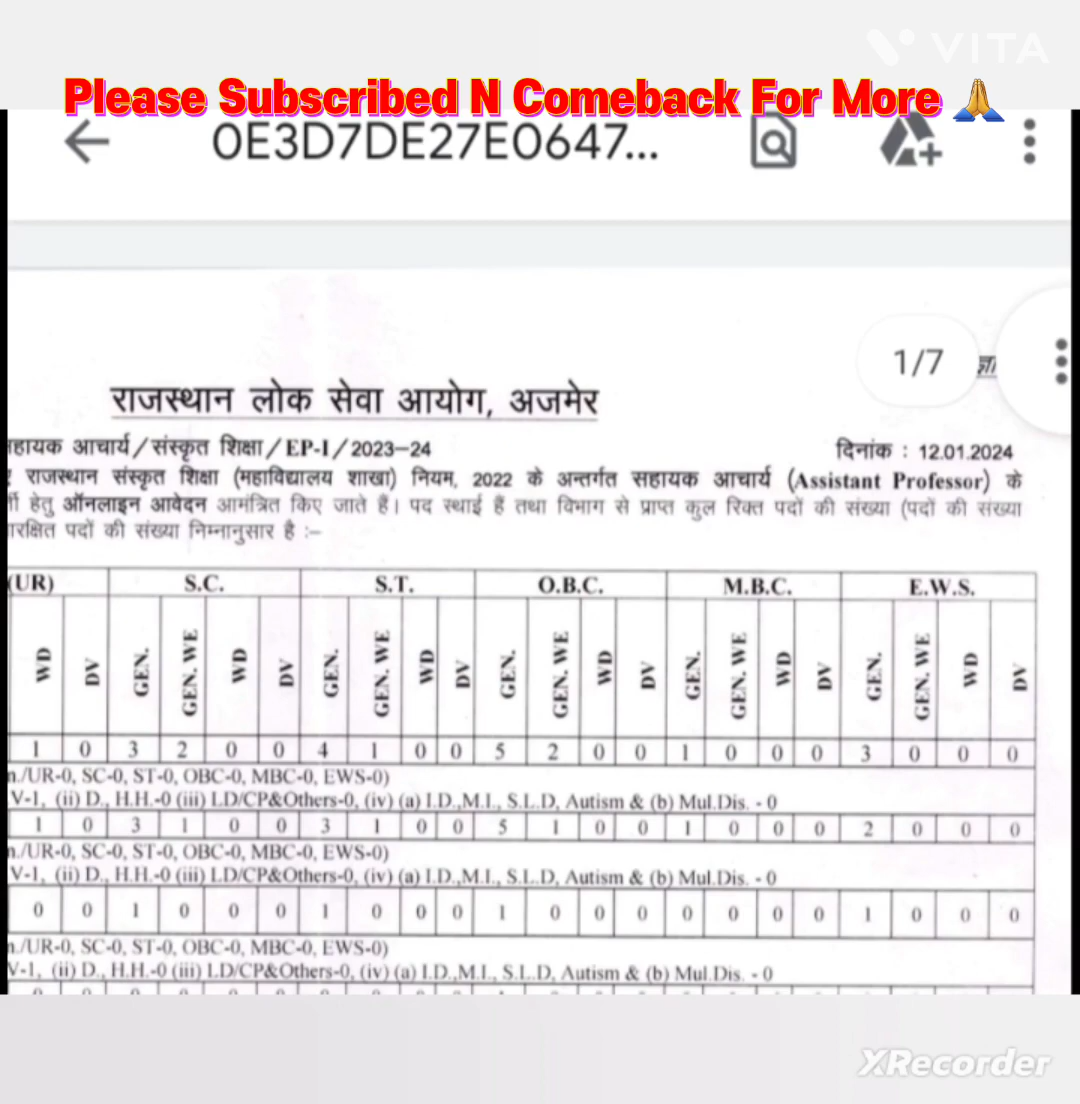 VITA
Please Subscribed N Comeback For More 🙏
0E3D7DE27E0647...
1/7
राजस्थान लोक सेवा आयोग, अजमेर
हायक आचार्य/संस्कृत शिक्षा/EP-I/2023–24 दिनांक : 12.01.2024
राजस्थान संस्कृत शिक्षा (महाविद्यालय शाखा) नियम, 2022 के अन्तर्गत सहायक आचार्य (Assistant Professor) के
हेतु ऑनलाइन आवेदन आमंत्रित किए जाते हैं। पद स्थाई हैं तथा विभाग से प्राप्त कुल रिक्त पदों की संख्या (पदों की संख्या
रक्षित पदों की संख्या निम्नानुसार है :–
(UR) S.C. S.T. O.B.C. M.B.C. E.W.S.
WD DV GEN. GEN. WE WD DV GEN. GEN. WE WD DV GEN. GEN. WE WD DV GEN. GEN. WE WD DV GEN. GEN. WE WD DV
1 0 3 2 0 0 4 1 0 0 5 2 0 0 1 0 0 0 3 0 0 0
n./UR-0, SC-0, ST-0, OBC-0, MBC-0, EWS-0)
V-1, (ii) D., H.H.-0 (iii) LD/CP&Others-0, (iv) (a) I.D.,M.I., S.L.D, Autism & (b) Mul.Dis. - 0
1 0 3 1 0 0 3 1 0 0 5 1 0 0 1 0 0 0 2 0 0 0
n./UR-0, SC-0, ST-0, OBC-0, MBC-0, EWS-0)
V-1, (ii) D., H.H.-0 (iii) LD/CP&Others-0, (iv) (a) I.D.,M.I., S.L.D, Autism & (b) Mul.Dis. - 0
0 0 1 0 0 0 1 0 0 0 1 0 0 0 0 0 0 0 1 0 0 0
n./UR-0, SC-0, ST-0, OBC-0, MBC-0, EWS-0)
V-1, (ii) D., H.H.-0 (iii) LD/CP&Others-0, (iv) (a) I.D.,M.I., S.L.D, Autism & (b) Mul.Dis. - 0
XRecorder